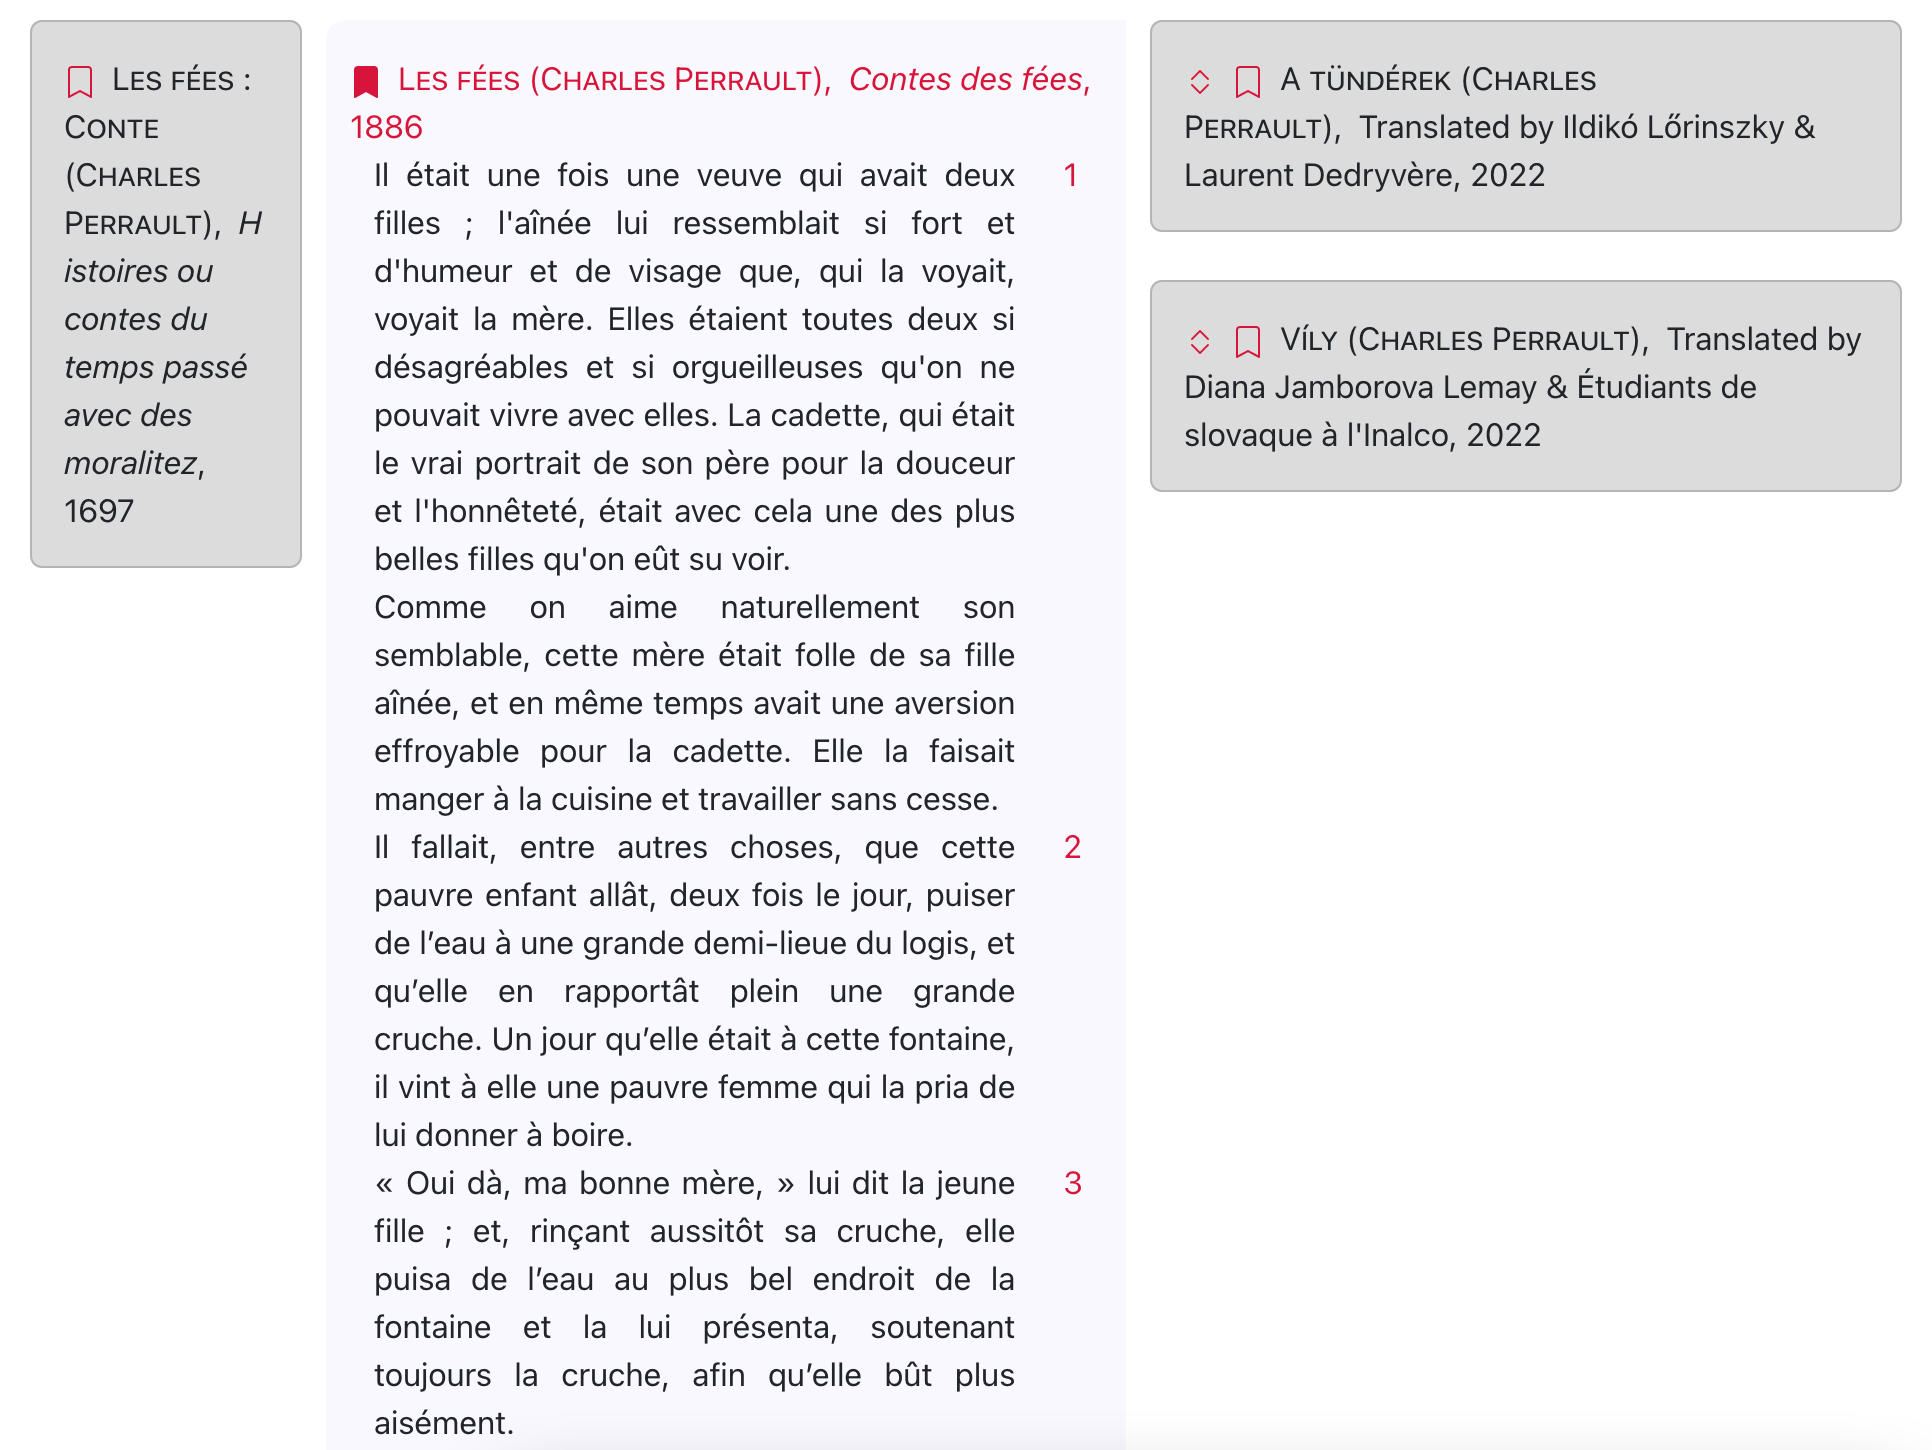 Les fées :
Conte
(Charles
Perrault), H
istoires ou
contes du
temps passé
avec des
moralitez,
1697
Les fées (Charles Perrault), Contes des fées,
1886
Il était une fois une veuve qui avait deux 1
filles ; l'aînée lui ressemblait si fort et
d'humeur et de visage que, qui la voyait,
voyait la mère. Elles étaient toutes deux si
désagréables et si orgueilleuses qu'on ne
pouvait vivre avec elles. La cadette, qui était
le vrai portrait de son père pour la douceur
et l'honnêteté, était avec cela une des plus
belles filles qu'on eût su voir.
Comme on aime naturellement son
semblable, cette mère était folle de sa fille
aînée, et en même temps avait une aversion
effroyable pour la cadette. Elle la faisait
manger à la cuisine et travailler sans cesse.
Il fallait, entre autres choses, que cette 2
pauvre enfant allât, deux fois le jour, puiser
de l’eau à une grande demi-lieue du logis, et
qu’elle en rapportât plein une grande
cruche. Un jour qu’elle était à cette fontaine,
il vint à elle une pauvre femme qui la pria de
lui donner à boire.
« Oui dà, ma bonne mère, » lui dit la jeune 3
fille ; et, rinçant aussitôt sa cruche, elle
puisa de l’eau au plus bel endroit de la
fontaine et la lui présenta, soutenant
toujours la cruche, afin qu’elle bût plus
aisément.
A tündérek (Charles
Perrault), Translated by Ildikó Lőrinszky &
Laurent Dedryvère, 2022
Víly (Charles Perrault), Translated by
Diana Jamborova Lemay & Étudiants de
slovaque à l'Inalco, 2022